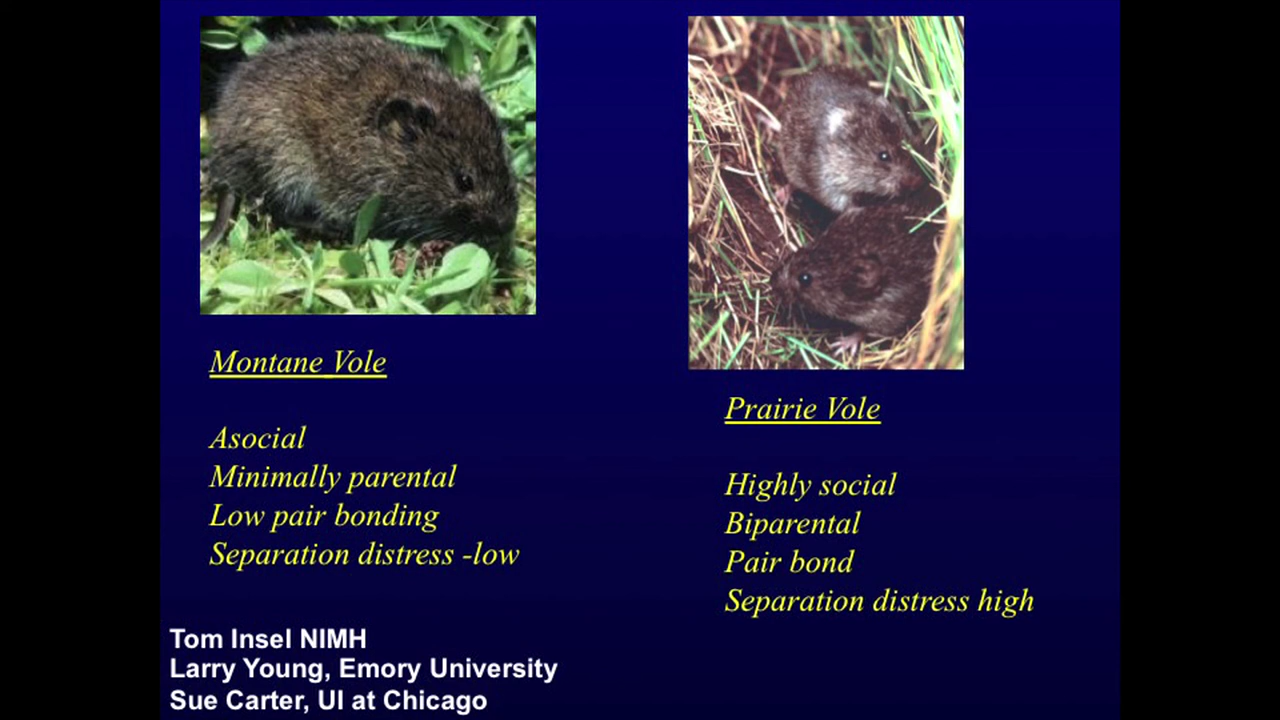 Montane Vole
Asocial
Minimally parental
Low pair bonding
Separation distress -low
Prairie Vole
Highly social
Biparental
Pair bond
Separation distress high
Tom Insel NIMH
Larry Young, Emory University
Sue Carter, UI at Chicago